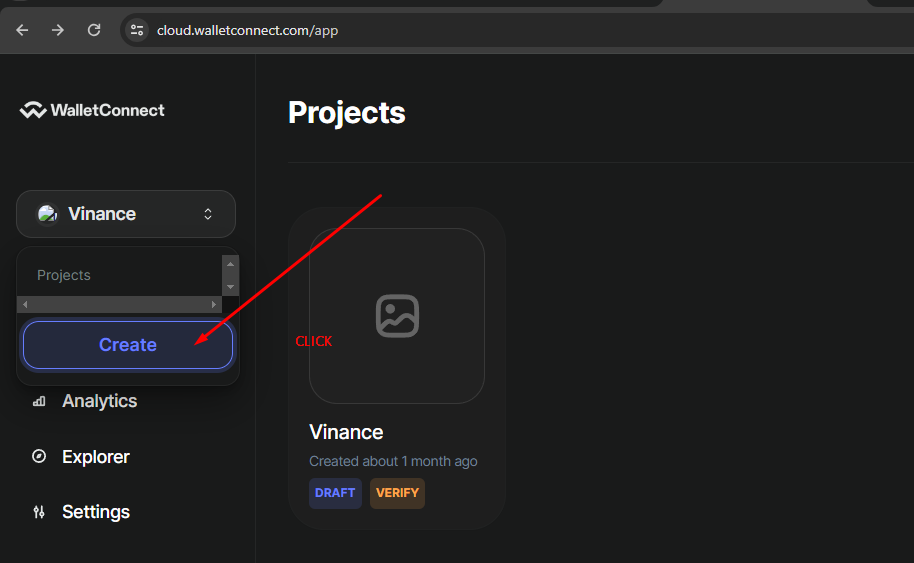 cloud.walletconnect.com/app
WalletConnect
Projects
Vinance
Projects
Create
CLICK
Analytics
Explorer
Settings
Vinance
Created about 1 month ago
DRAFT VERIFY